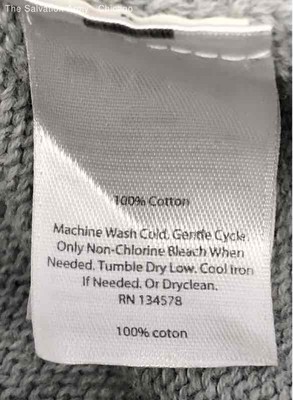 The Salvation Army - Chicago
100% Cotton
Machine Wash Cold. Gentle Cycle.
Only Non-Chlorine Bleach When
Needed. Tumble Dry Low. Cool Iron
If Needed. Or Dryclean.
RN 134578
100% coton